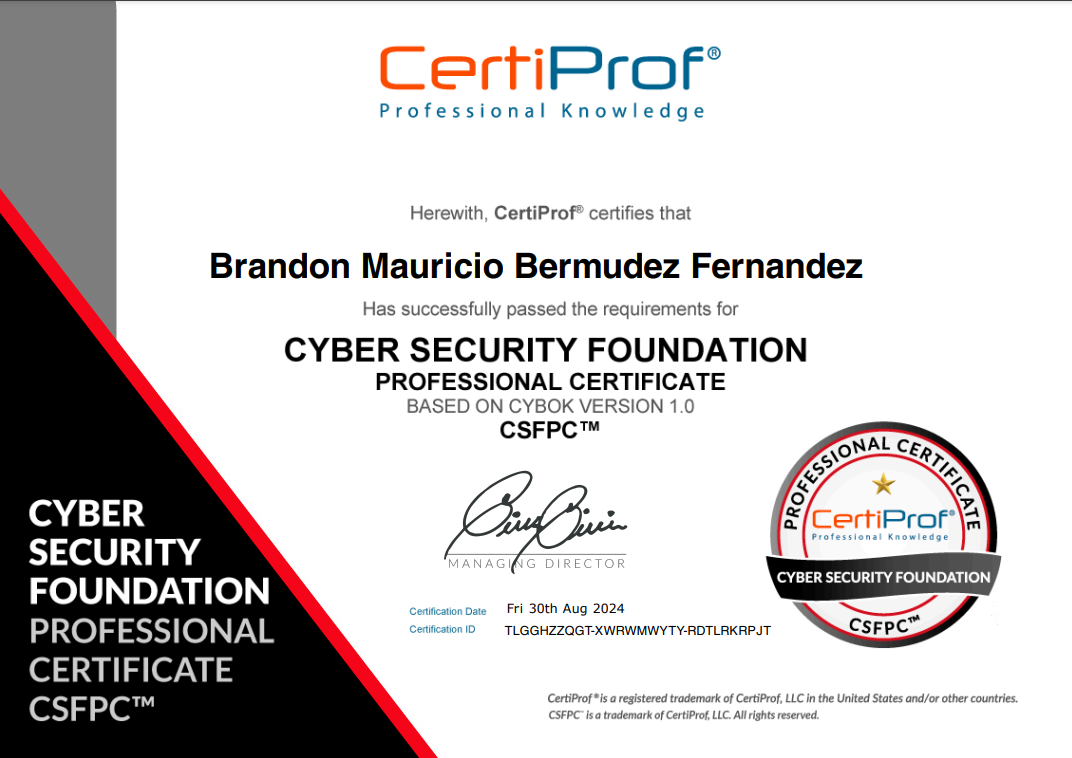 CertiProf®
Professional Knowledge
Herewith, CertiProf® certifies that
Brandon Mauricio Bermudez Fernandez
Has successfully passed the requirements for
CYBER SECURITY FOUNDATION
PROFESSIONAL CERTIFICATE
BASED ON CYBOK VERSION 1.0
CSFPC™
MANAGING DIRECTOR
Certification Date Fri 30th Aug 2024
Certification ID TLGGHZZQGT-XWRWMWYTY-RDTLRKRPJT
CYBER
SECURITY
FOUNDATION
PROFESSIONAL
CERTIFICATE
CSFPC™
PROFESSIONAL CERTIFICATE
CertiProf®
Professional Knowledge
CYBER SECURITY FOUNDATION
CSFPC™
CertiProf® is a registered trademark of CertiProf, LLC in the United States and/or other countries.
CSFPC™ is a trademark of CertiProf, LLC. All rights reserved.